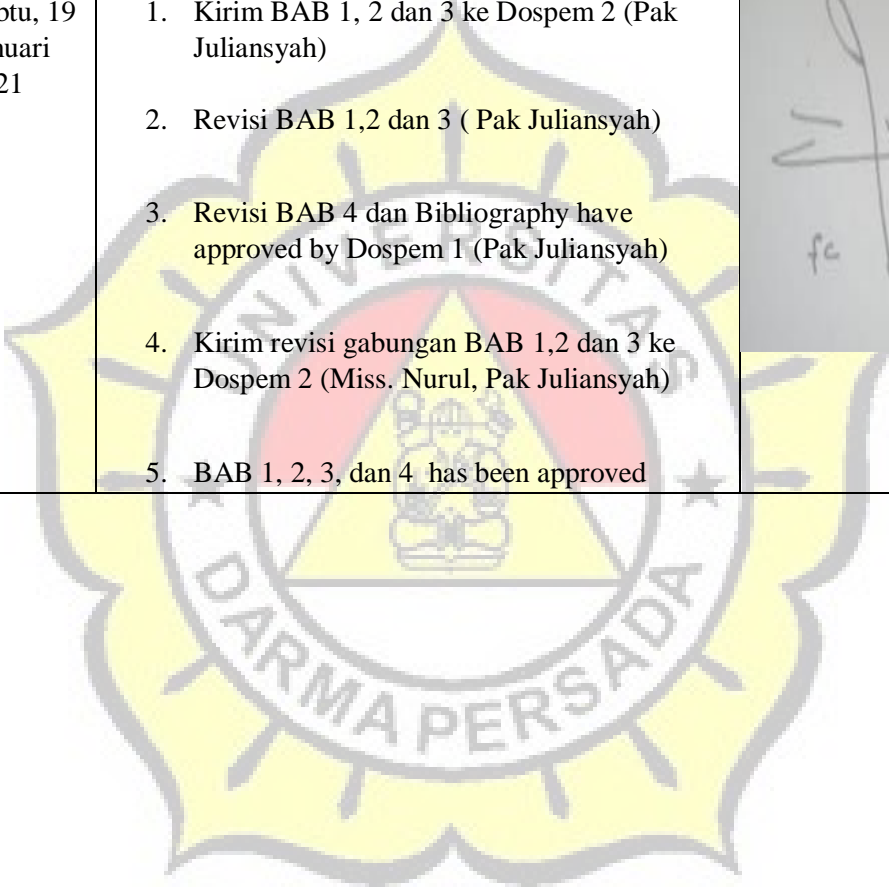 btu, 19
nuari
21
1. Kirim BAB 1, 2 dan 3 ke Dospem 2 (Pak
Juliansyah)
2. Revisi BAB 1,2 dan 3 ( Pak Juliansyah)
3. Revisi BAB 4 dan Bibliography have
approved by Dospem 1 (Pak Juliansyah)
4. Kirim revisi gabungan BAB 1,2 dan 3 ke
Dospem 2 (Miss. Nurul, Pak Juliansyah)
5. BAB 1, 2, 3, dan 4 has been approved
UNIVERSITAS
DARMA PERSADA